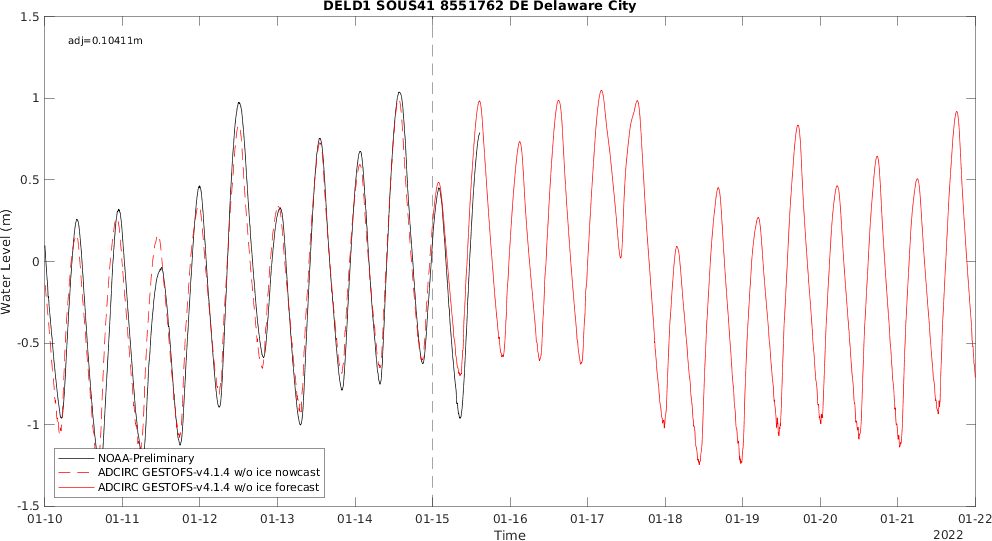 DELD1 SOUS41 8551762 DE Delaware City
adj=0.10411m
1.5
1
0.5
0
-0.5
-1
-1.5
Water Level (m)
NOAA-Preliminary
ADCIRC GESTOFS-v4.1.4 w/o ice nowcast
ADCIRC GESTOFS-v4.1.4 w/o ice forecast
01-10 01-11 01-12 01-13 01-14 01-15 01-16 01-17 01-18 01-19 01-20 01-21 01-22
Time
2022